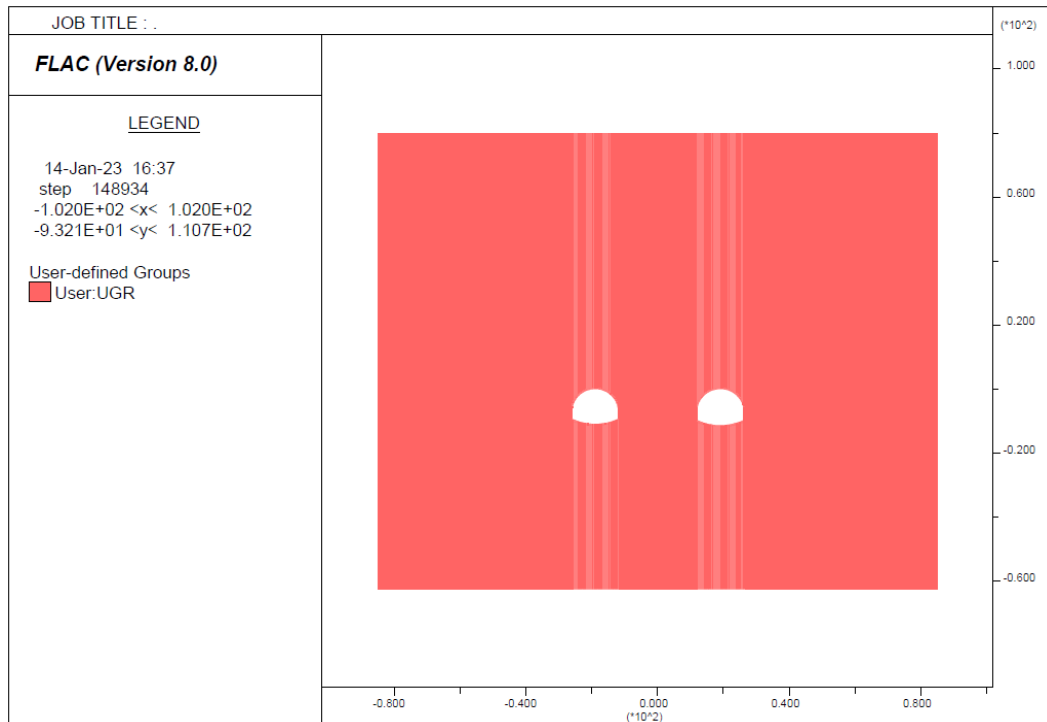 JOB TITLE : .
(*10^2)
FLAC (Version 8.0)
LEGEND
14-Jan-23 16:37
step 148934
-1.020E+02 <x< 1.020E+02
-9.321E+01 <y< 1.107E+02
User-defined Groups
User:UGR
1.000
0.600
0.200
-0.200
-0.600
-0.800
-0.400
0.000
0.400
0.800
(*10^2)